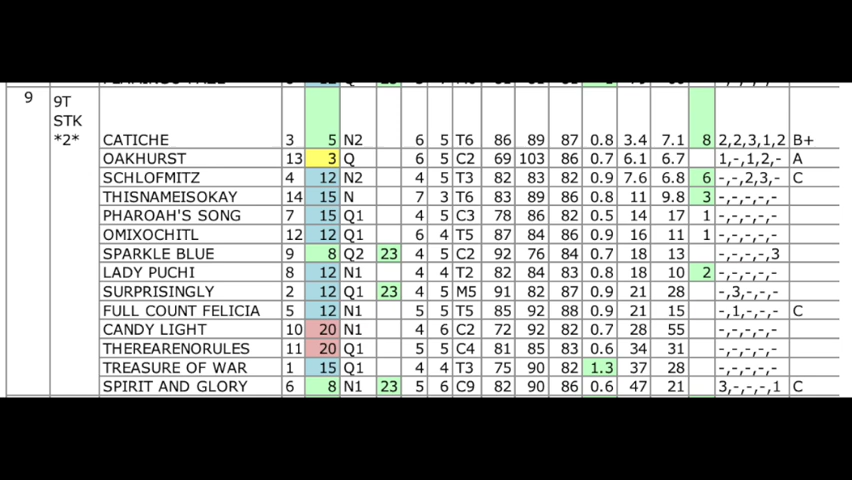 9 9T
STK
*2* CATICHE 3 5 N2 6 5 T6 86 89 87 0.8 3.4 7.1 8 2,2,3,1,2 B+
OAKHURST 13 3 Q 6 5 C2 69 103 86 0.7 6.1 6.7 1,-,1,2,- A
SCHLOFMITZ 4 12 N2 4 5 T3 82 83 82 0.9 7.6 6.8 6 -,-,2,3,- C
THISNAMEISOKAY 14 15 N 7 3 T6 83 89 86 0.8 11 9.8 3 -,-,-,-,-
PHAROAH'S SONG 7 15 Q1 4 5 C3 78 86 82 0.5 14 17 1 -,-,-,-,-
OMIXOCHITL 12 12 Q1 6 4 T5 87 84 86 0.9 16 11 1 -,-,-,-,-
SPARKLE BLUE 9 8 Q2 23 4 5 C2 92 76 84 0.7 18 13 -,-,-,-,3
LADY PUCHI 8 12 N1 4 4 T2 82 84 83 0.8 18 10 2 -,-,-,-,-
SURPRISINGLY 2 12 Q1 23 4 5 M5 91 82 87 0.9 21 28 -,3,-,-,-
FULL COUNT FELICIA 5 12 N1 5 5 T5 85 92 88 0.9 21 15 -,1,-,-,- C
CANDY LIGHT 10 20 N1 4 6 C2 72 92 82 0.7 28 55 -,-,-,-,-
THEREARENORULES 11 20 Q1 5 5 C4 81 85 83 0.6 34 31 -,-,-,-,-
TREASURE OF WAR 1 15 Q1 4 4 T3 75 90 82 1.3 37 28 -,-,-,-,-
SPIRIT AND GLORY 6 8 N1 23 5 6 C9 82 90 86 0.6 47 21 3,-,-,-,1 C